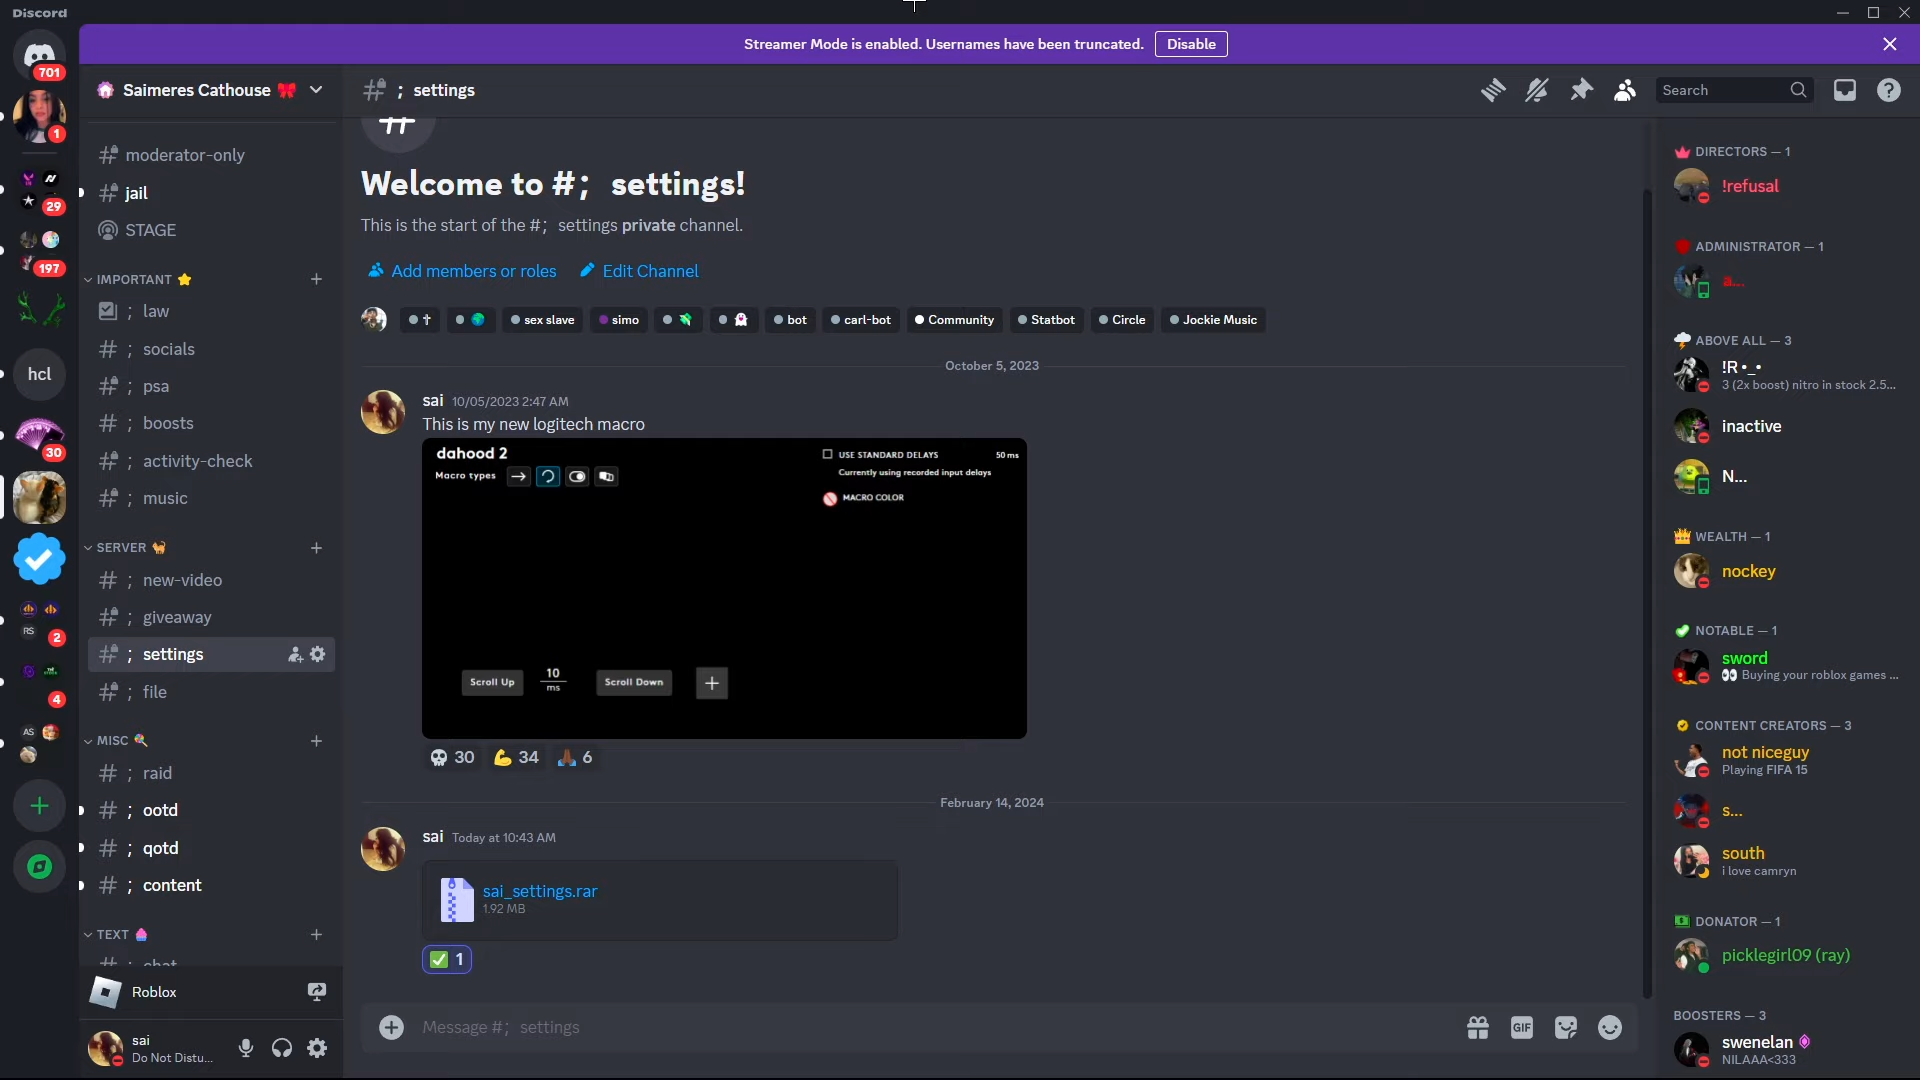 Discord
Streamer Mode is enabled. Usernames have been truncated. Disable
701
1
29
197
hcl
30
RS
2
4
AS
Saimeres Cathouse
moderator-only
jail
STAGE
IMPORTANT ⭐
; law
; socials
; psa
; boosts
; activity-check
; music
SERVER 🐈
; new-video
; giveaway
; settings
; file
MISC
; raid
; ootd
; qotd
; content
TEXT 🧁
Roblox
sai
Do Not Distu...
; settings
Search
Welcome to #; settings!
This is the start of the #; settings private channel.
Add members or roles Edit Channel
† 🌍 sex slave simo 💸 👻 bot carl-bot Community Statbot Circle Jockie Music
October 5, 2023
sai 10/05/2023 2:47 AM
This is my new logitech macro
dahood 2
Macro types
USE STANDARD DELAYS 50 ms
Currently using recorded input delays
MACRO COLOR
Scroll Up 10 ms Scroll Down +
💀 30 💪 34 🙏🏾 6
February 14, 2024
sai Today at 10:43 AM
sai_settings.rar
1.92 MB
✅ 1
Message #; settings
GIF
DIRECTORS — 1
!refusal
ADMINISTRATOR — 1
a...
ABOVE ALL — 3
!R •_•
3 (2x boost) nitro in stock 2.5...
inactive
N...
WEALTH — 1
nockey
NOTABLE — 1
sword
👀 Buying your roblox games ...
CONTENT CREATORS — 3
not niceguy
Playing FIFA 15
s...
south
i love camryn
DONATOR — 1
picklegirl09 (ray)
BOOSTERS — 3
swenelan
NILAAA<333